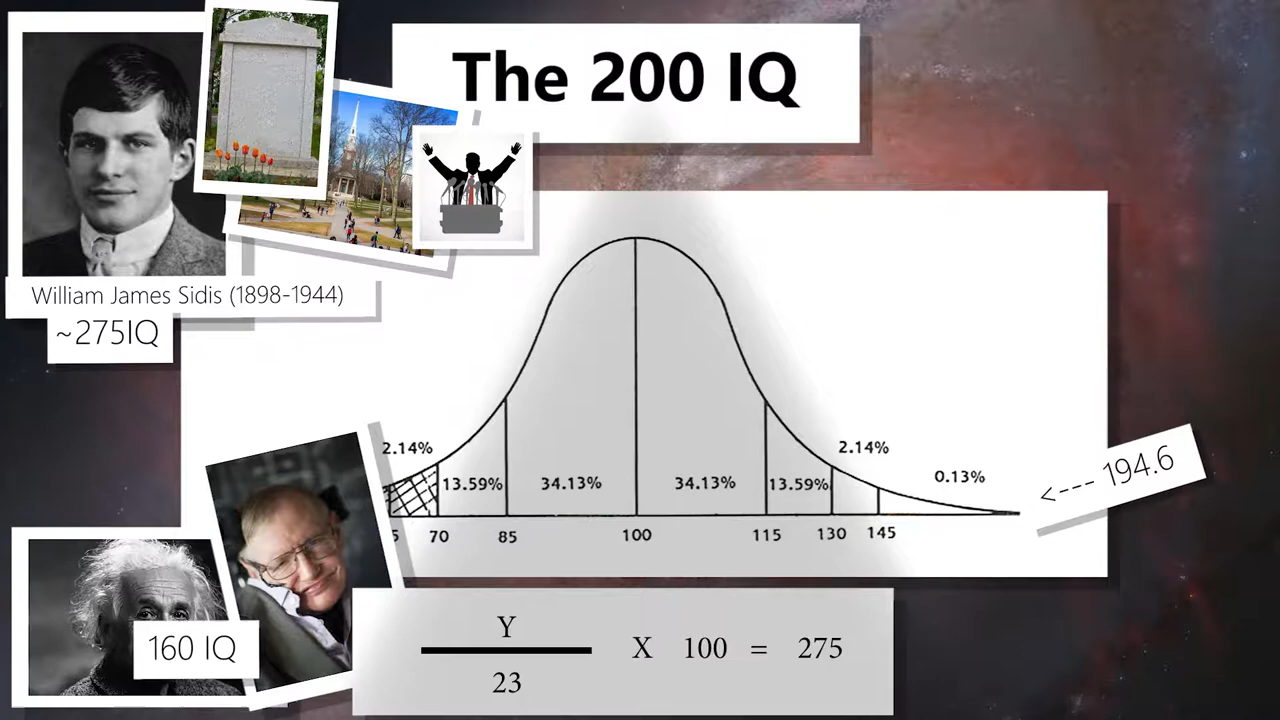 The 200 IQ
William James Sidis (1898-1944)
~275IQ
2.14% 2.14%
13.59% 34.13% 34.13% 13.59% 0.13%
<--- 194.6
5 70 85 100 115 130 145
160 IQ
Y
X 100 = 275
23